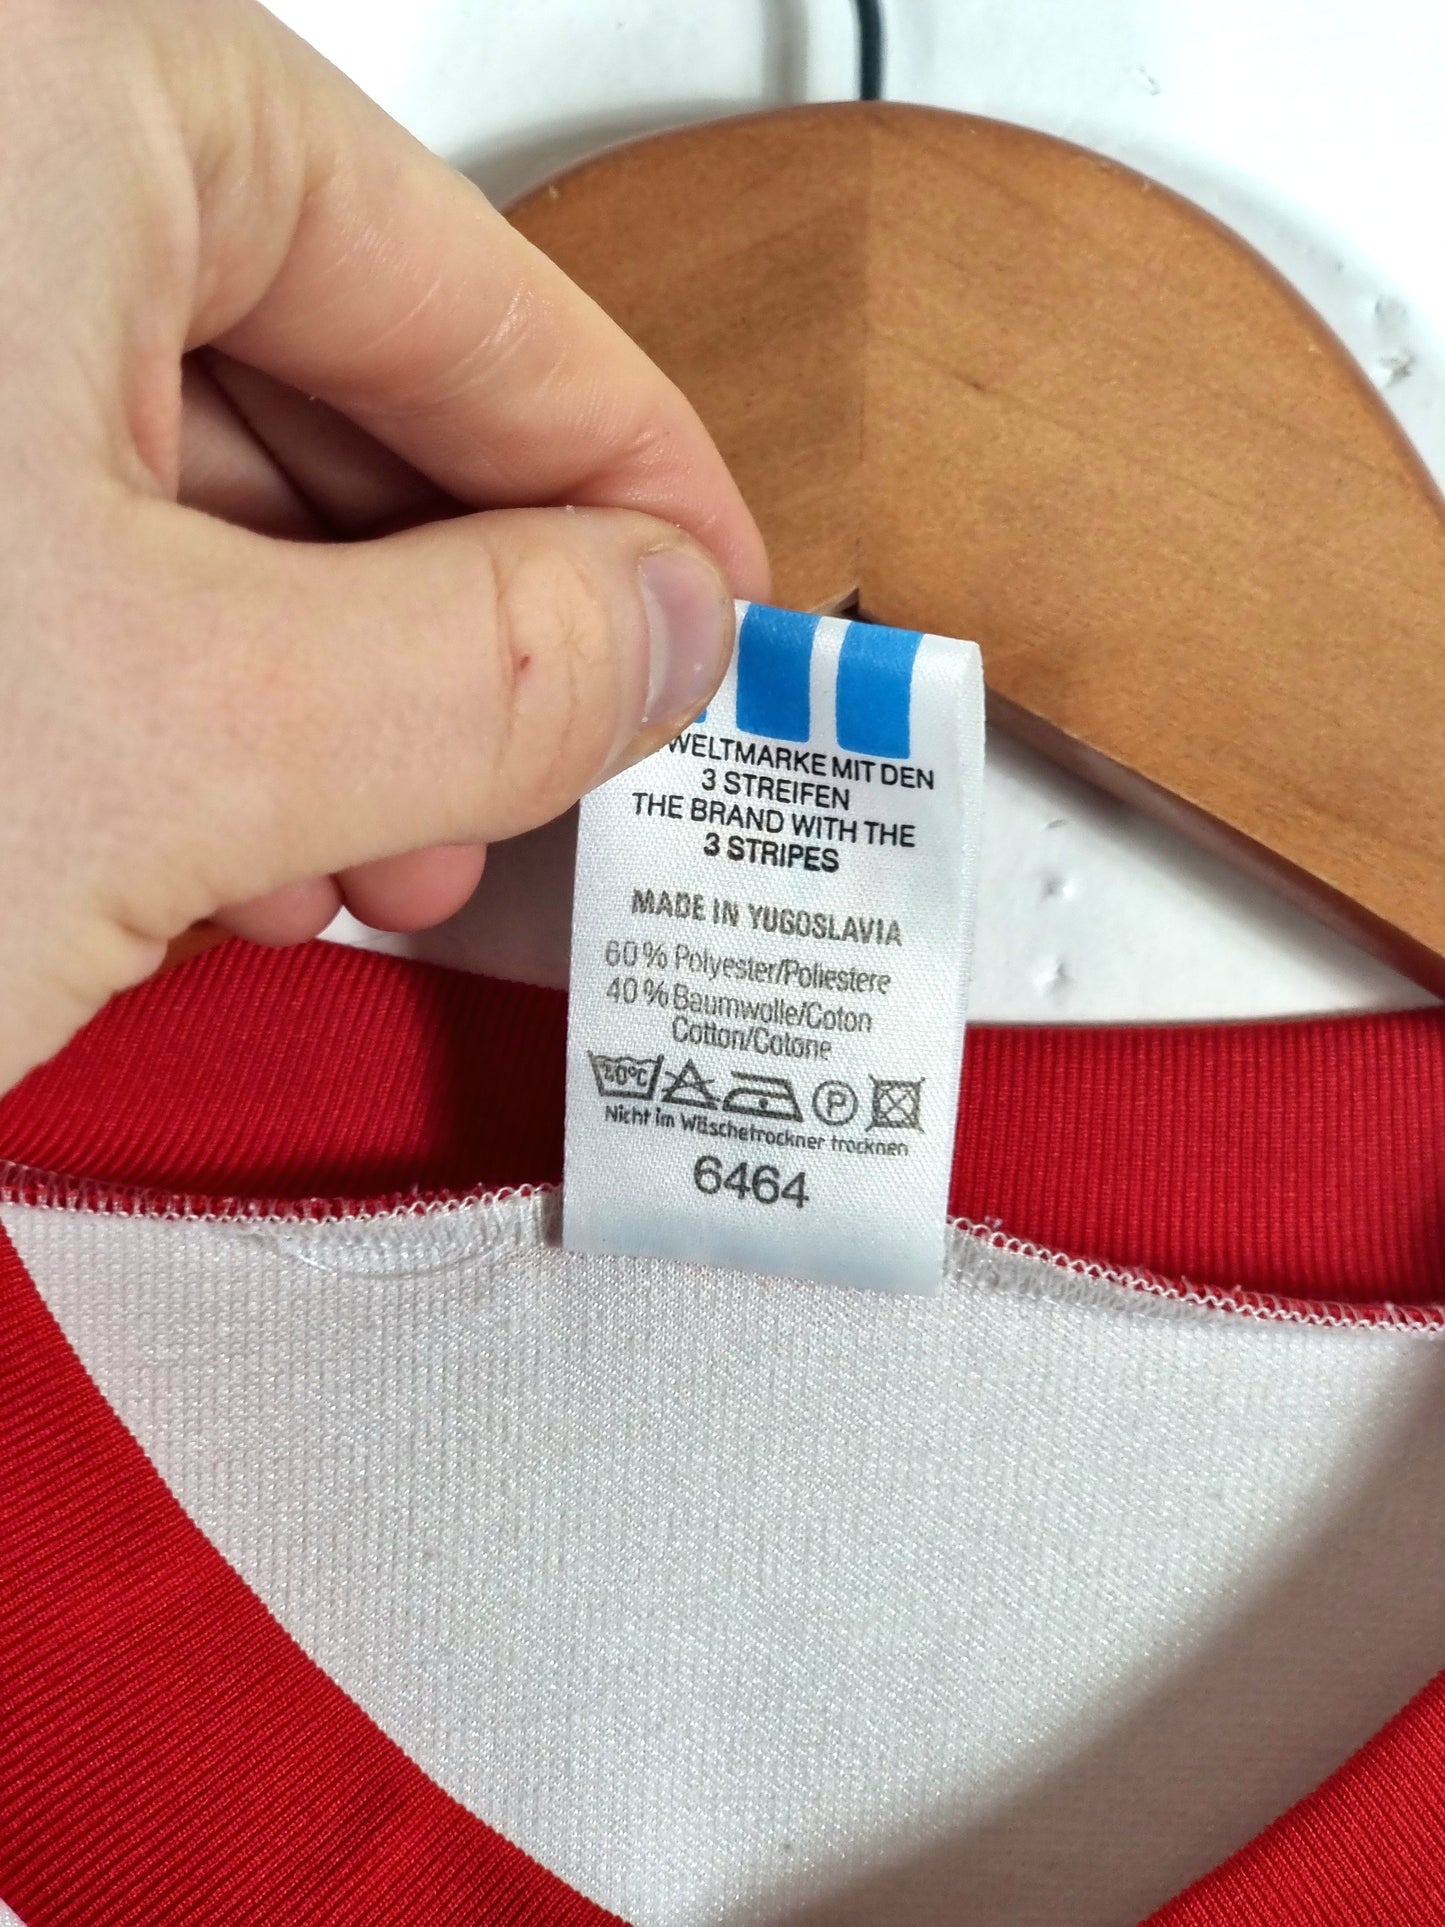 WELTMARKE MIT DEN
3 STREIFEN
THE BRAND WITH THE
3 STRIPES
MADE IN YUGOSLAVIA
60% Polyester/Poliestere
40% Baumwolle/Coton
Cotton/Cotone
P
Nicht im Wäschetrockner trocknen
6464